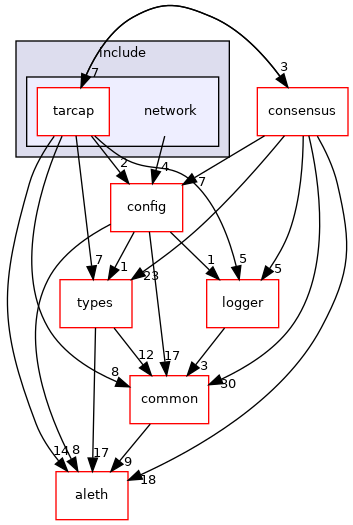 include
7
3
tarcap
network
consensus
2
4
7
config
7
1
23
1
5
5
types
logger
8
12
17
3
30
common
14
8
17
9
18
aleth